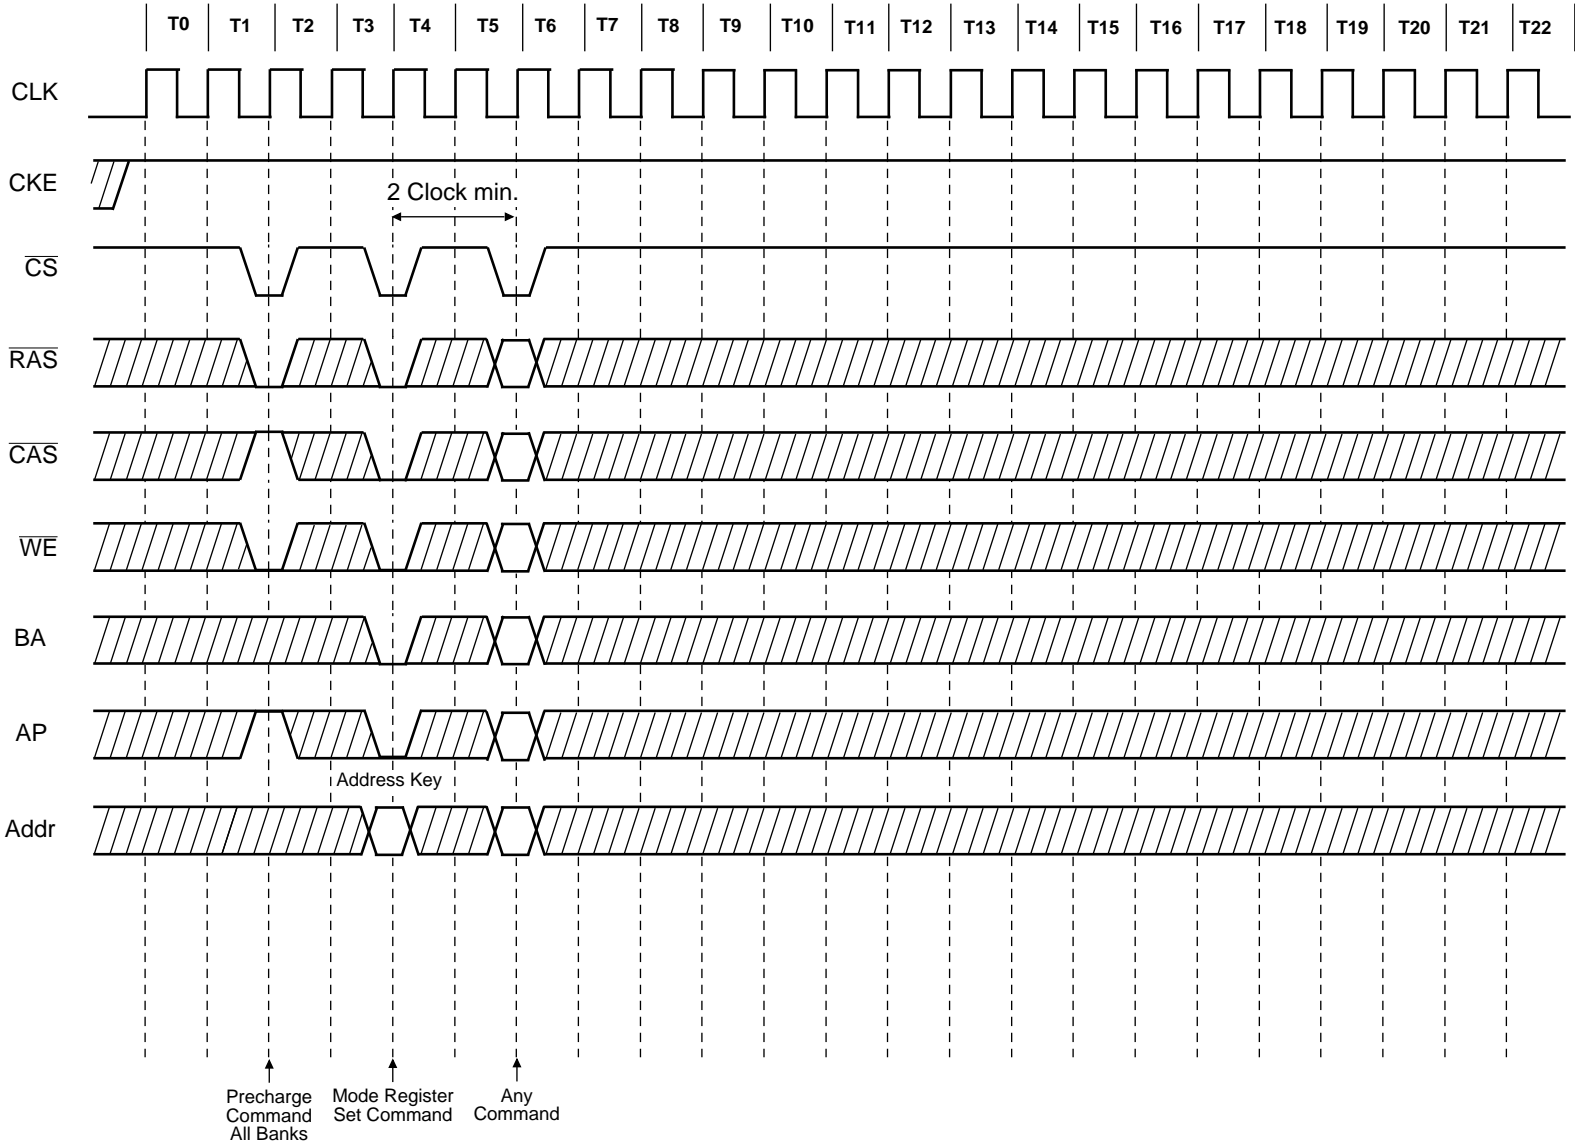 T0 T1 T2 T3 T4 T5 T6 T7 T8 T9 T10 T11 T12 T13 T14 T15 T16 T17 T18 T19 T20 T21 T22
CLK
CKE
2 Clock min.
CS
RAS
CAS
WE
BA
AP
Address Key
Addr
Precharge
Command
All Banks
Mode Register
Set Command
Any
Command